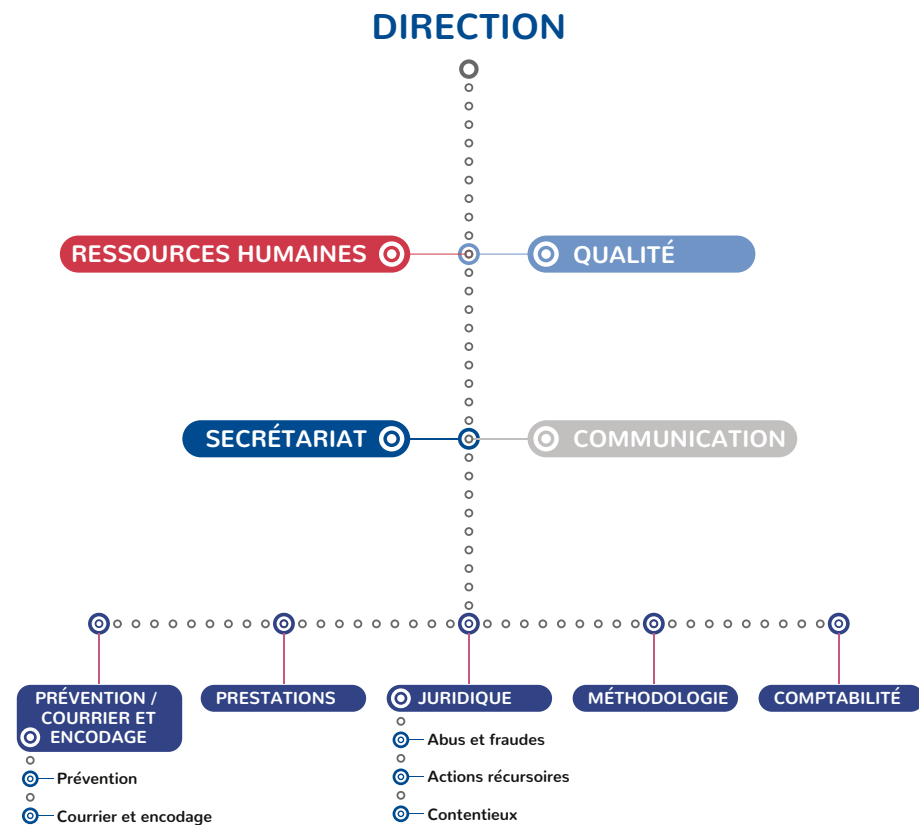 DIRECTION
RESSOURCES HUMAINES
QUALITÉ
SECRÉTARIAT
COMMUNICATION
PRÉVENTION /
COURRIER ET
ENCODAGE
Prévention
Courrier et encodage
PRESTATIONS
JURIDIQUE
Abus et fraudes
Actions récursoires
Contentieux
MÉTHODOLOGIE
COMPTABILITÉ